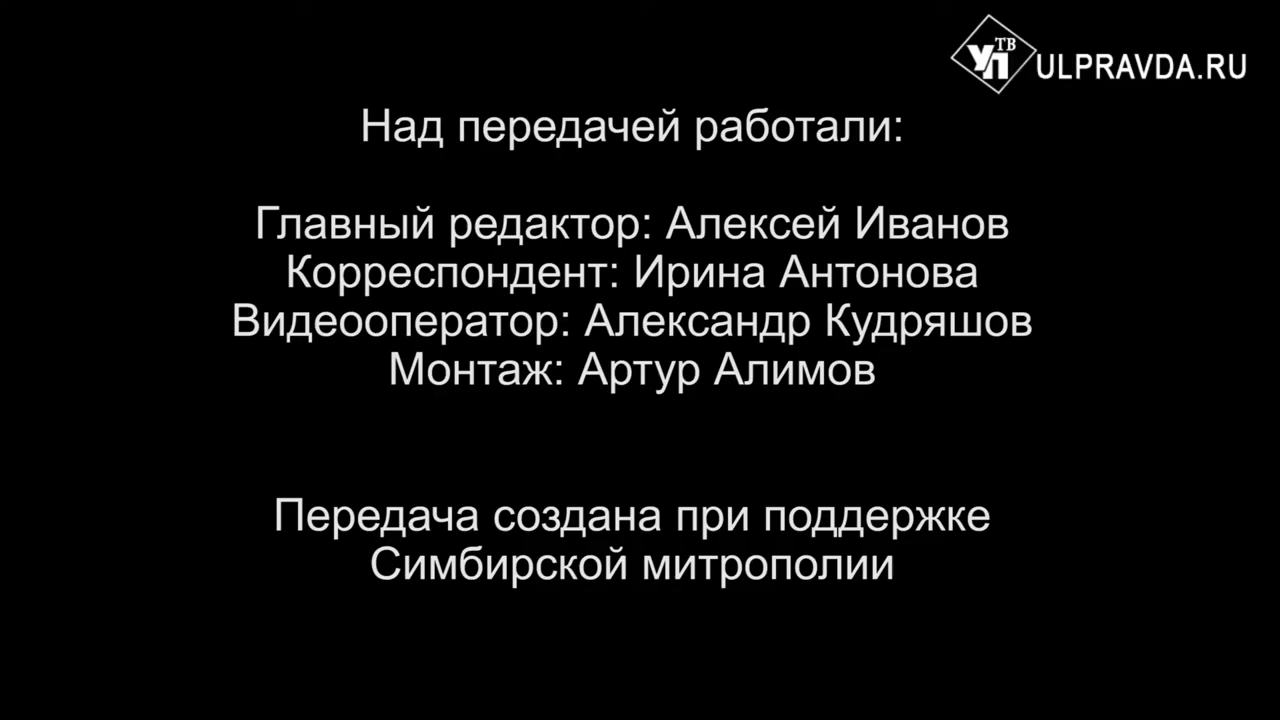 УП ТВ ULPRAVDA.RU
Над передачей работали:
Главный редактор: Алексей Иванов
Корреспондент: Ирина Антонова
Видеооператор: Александр Кудряшов
Монтаж: Артур Алимов
Передача создана при поддержке
Симбирской митрополии